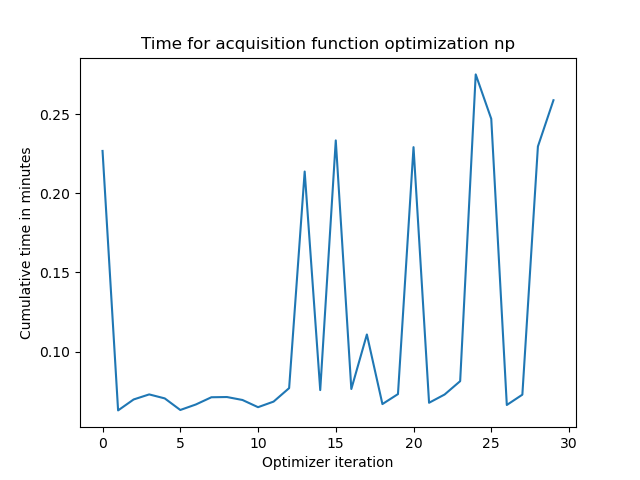 Time for acquisition function optimization np
Cumulative time in minutes
0.25
0.20
0.15
0.10
0 5 10 15 20 25 30
Optimizer iteration